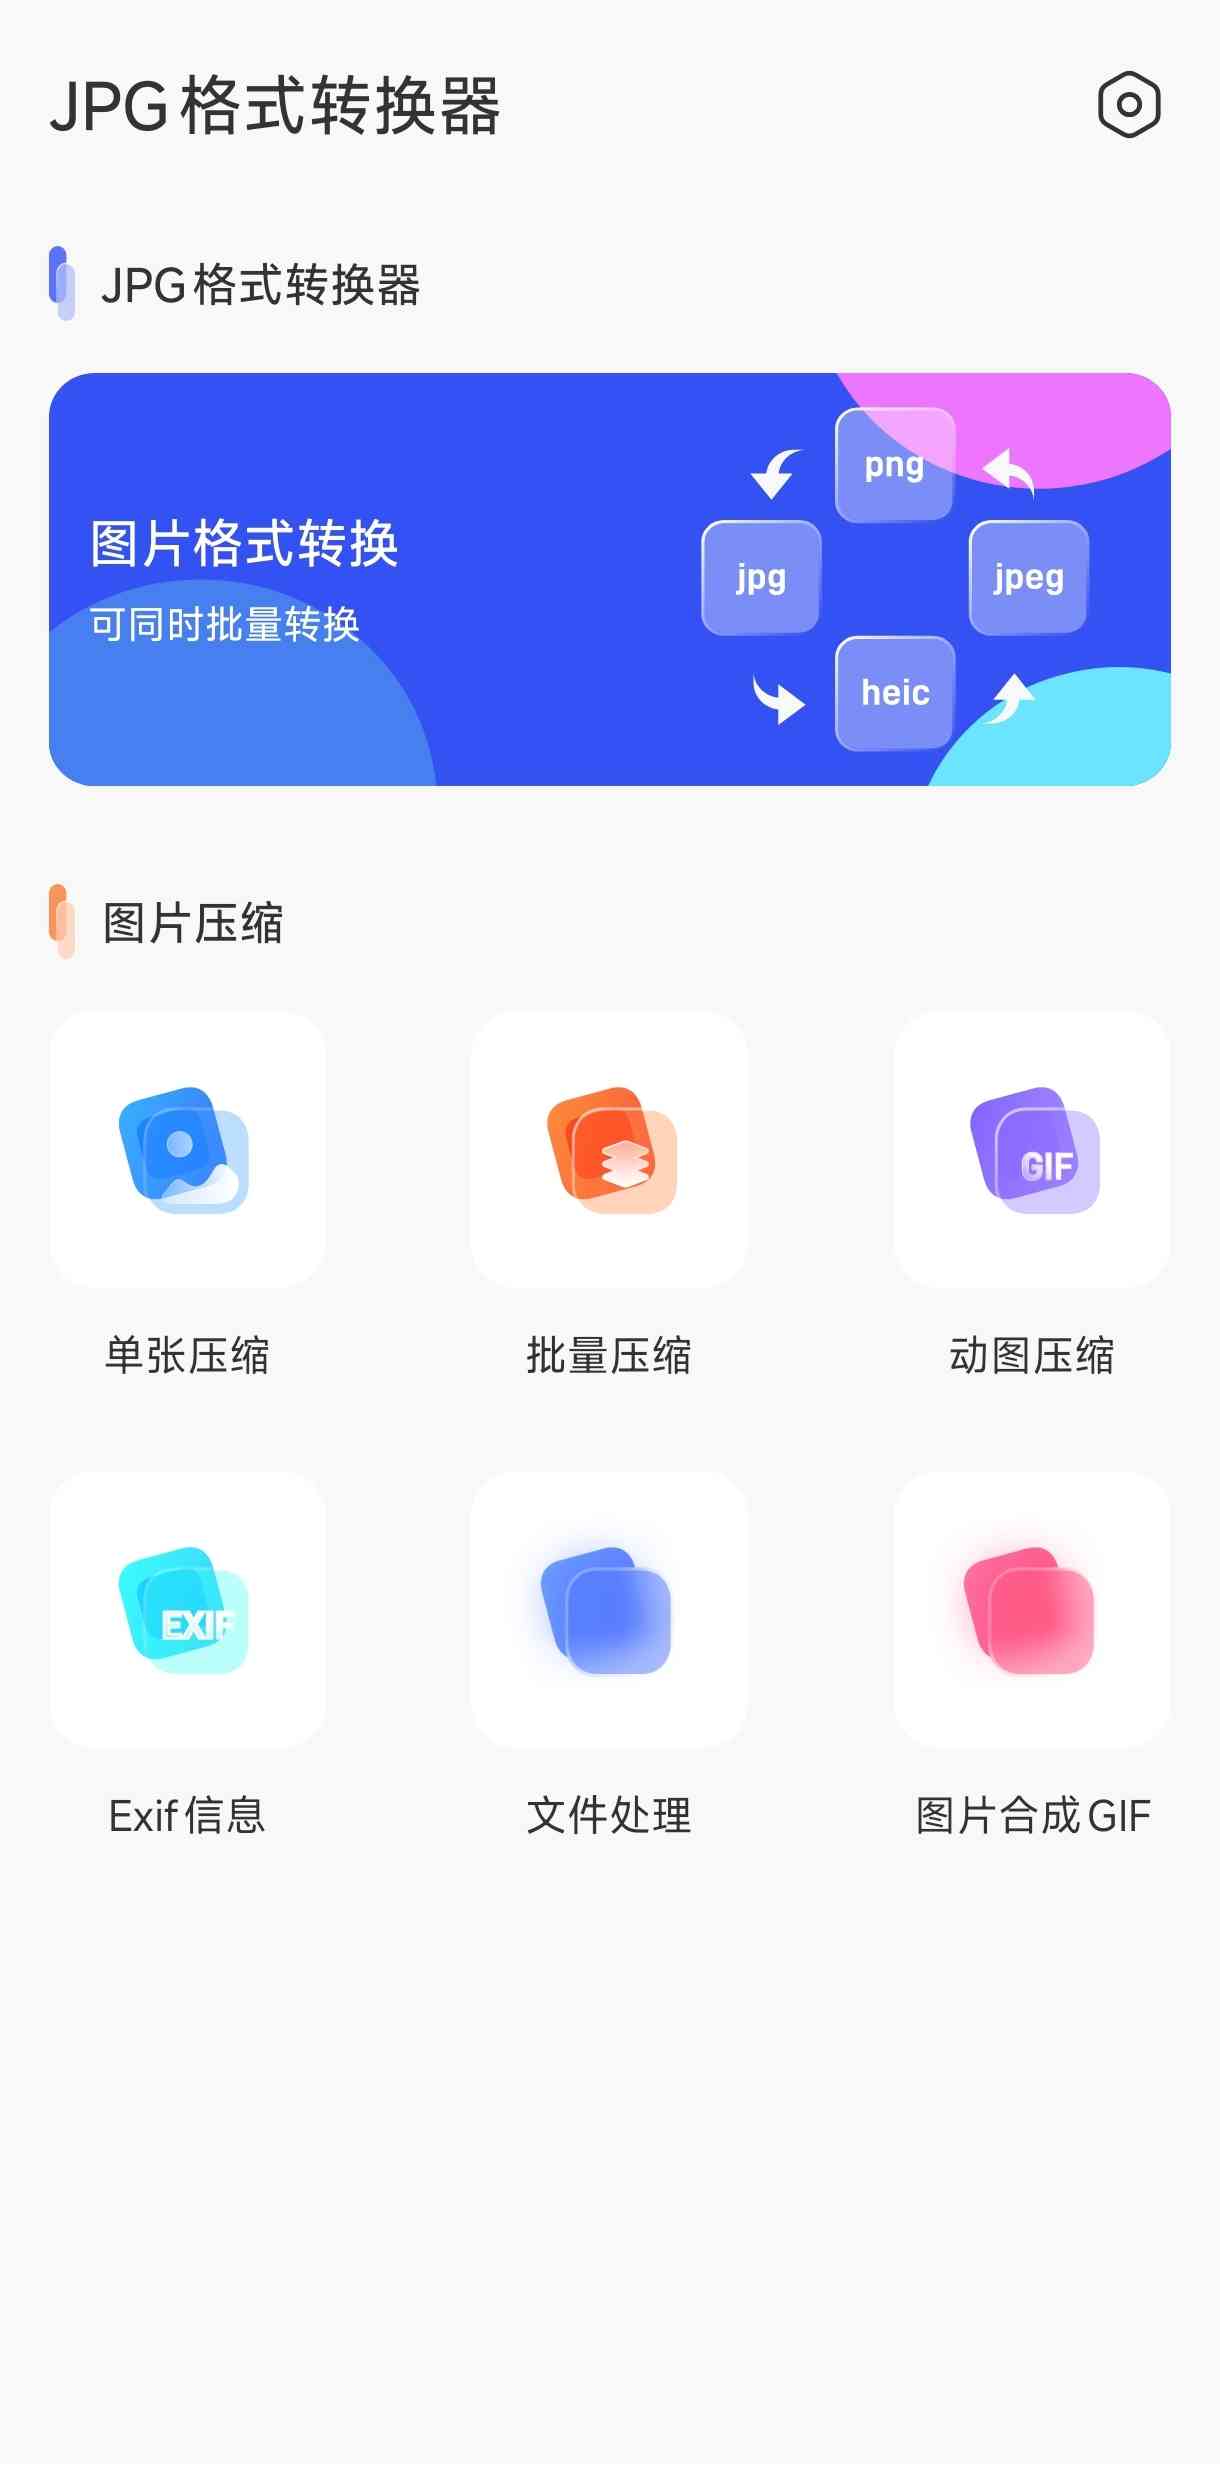 JPG格式转换器
JPG格式转换器
图片格式转换
可同时批量转换
png
jpg
jpeg
heic
图片压缩
GIF
单张压缩
批量压缩
动图压缩
EXIF
Exif信息
文件处理
图片合成GIF